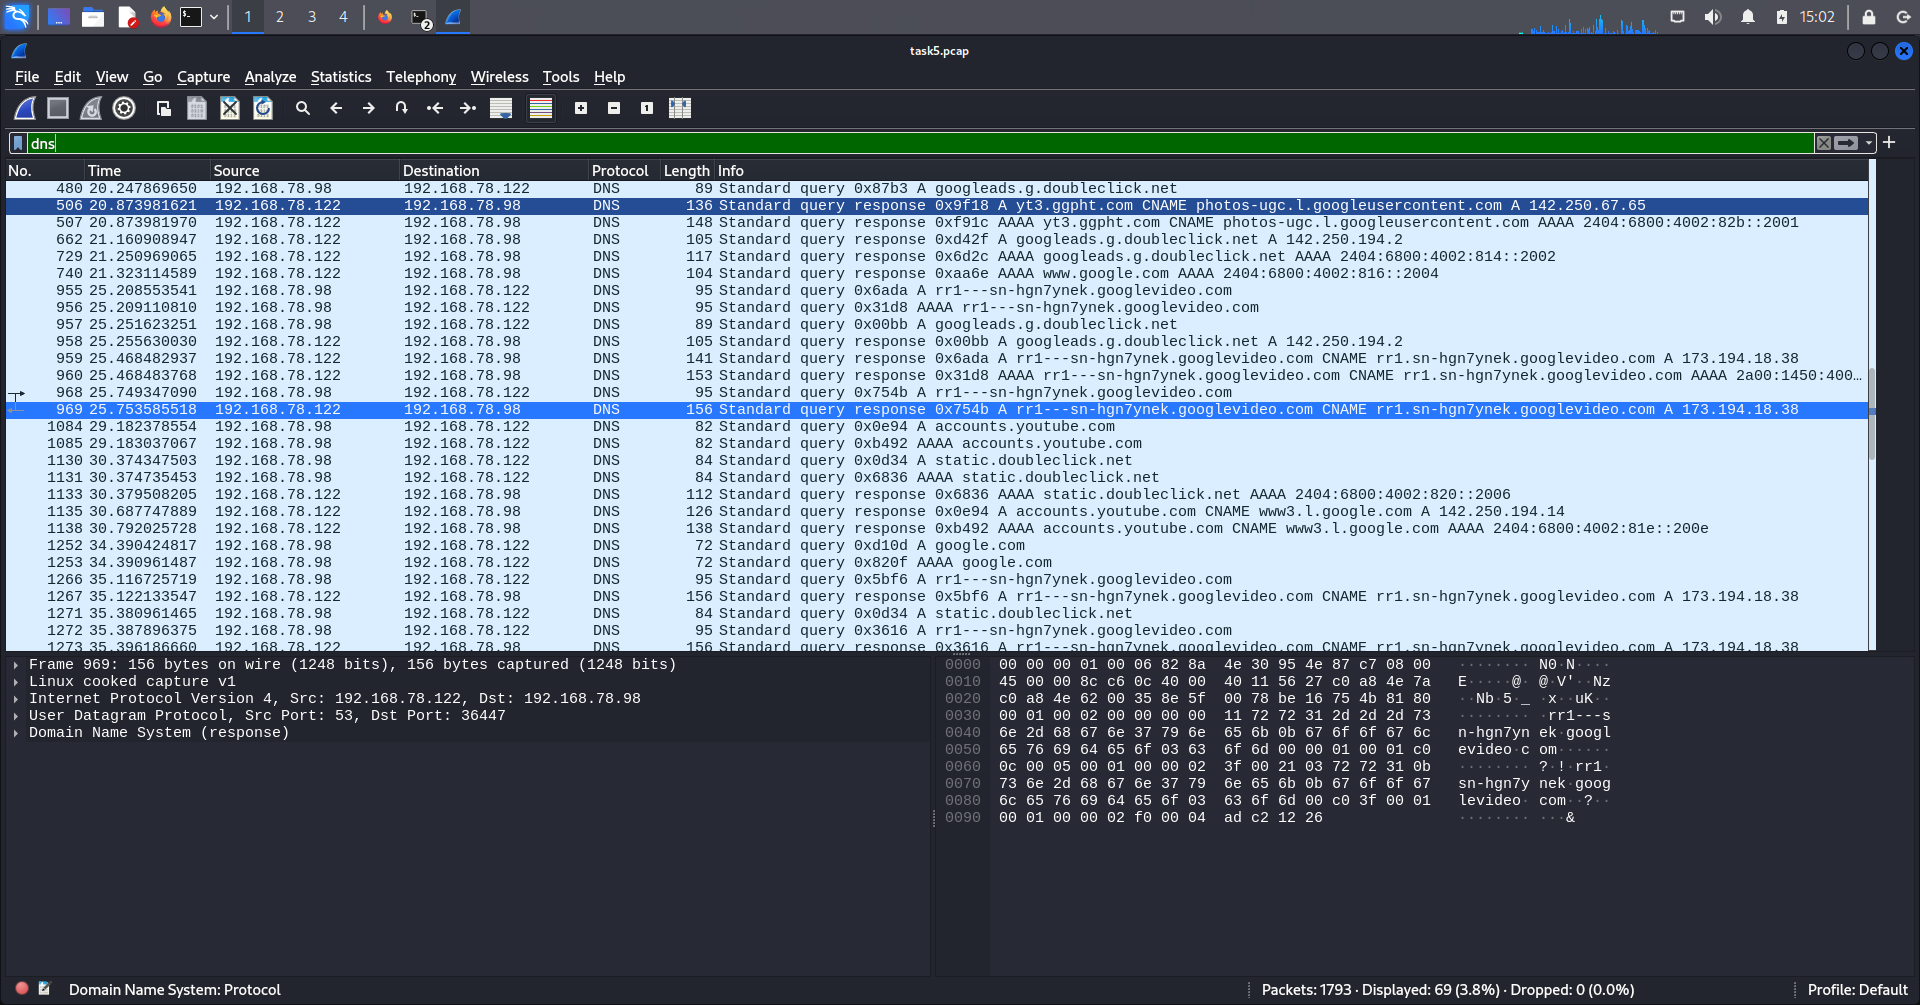 1 2 3 4 2 15:02
task5.pcap
File Edit View Go Capture Analyze Statistics Telephony Wireless Tools Help
dns
No. Time Source Destination Protocol Length Info
480 20.247869650 192.168.78.98 192.168.78.122 DNS 89 Standard query 0x87b3 A googleads.g.doubleclick.net
506 20.873981621 192.168.78.122 192.168.78.98 DNS 136 Standard query response 0x9f18 A yt3.ggpht.com CNAME photos-ugc.l.googleusercontent.com A 142.250.67.65
507 20.873981970 192.168.78.122 192.168.78.98 DNS 148 Standard query response 0xf91c AAAA yt3.ggpht.com CNAME photos-ugc.l.googleusercontent.com AAAA 2404:6800:4002:82b::2001
662 21.160908947 192.168.78.122 192.168.78.98 DNS 105 Standard query response 0xd42f A googleads.g.doubleclick.net A 142.250.194.2
729 21.250969065 192.168.78.122 192.168.78.98 DNS 117 Standard query response 0x6d2c AAAA googleads.g.doubleclick.net AAAA 2404:6800:4002:814::2002
740 21.323114589 192.168.78.122 192.168.78.98 DNS 104 Standard query response 0xaa6e AAAA www.google.com AAAA 2404:6800:4002:816::2004
955 25.208553541 192.168.78.98 192.168.78.122 DNS 95 Standard query 0x6ada A rr1---sn-hgn7ynek.googlevideo.com
956 25.209110810 192.168.78.98 192.168.78.122 DNS 95 Standard query 0x31d8 AAAA rr1---sn-hgn7ynek.googlevideo.com
957 25.251623251 192.168.78.98 192.168.78.122 DNS 89 Standard query 0x00bb A googleads.g.doubleclick.net
958 25.255630030 192.168.78.122 192.168.78.98 DNS 105 Standard query response 0x00bb A googleads.g.doubleclick.net A 142.250.194.2
959 25.468482937 192.168.78.122 192.168.78.98 DNS 141 Standard query response 0x6ada A rr1---sn-hgn7ynek.googlevideo.com CNAME rr1.sn-hgn7ynek.googlevideo.com A 173.194.18.38
960 25.468483768 192.168.78.122 192.168.78.98 DNS 153 Standard query response 0x31d8 AAAA rr1---sn-hgn7ynek.googlevideo.com CNAME rr1.sn-hgn7ynek.googlevideo.com AAAA 2a00:1450:400…
968 25.749347090 192.168.78.98 192.168.78.122 DNS 95 Standard query 0x754b A rr1---sn-hgn7ynek.googlevideo.com
969 25.753585518 192.168.78.122 192.168.78.98 DNS 156 Standard query response 0x754b A rr1---sn-hgn7ynek.googlevideo.com CNAME rr1.sn-hgn7ynek.googlevideo.com A 173.194.18.38
1084 29.182378554 192.168.78.98 192.168.78.122 DNS 82 Standard query 0x0e94 A accounts.youtube.com
1085 29.183037067 192.168.78.98 192.168.78.122 DNS 82 Standard query 0xb492 AAAA accounts.youtube.com
1130 30.374347503 192.168.78.98 192.168.78.122 DNS 84 Standard query 0x0d34 A static.doubleclick.net
1131 30.374735453 192.168.78.98 192.168.78.122 DNS 84 Standard query 0x6836 AAAA static.doubleclick.net
1133 30.379508205 192.168.78.122 192.168.78.98 DNS 112 Standard query response 0x6836 AAAA static.doubleclick.net AAAA 2404:6800:4002:820::2006
1135 30.687747889 192.168.78.122 192.168.78.98 DNS 126 Standard query response 0x0e94 A accounts.youtube.com CNAME www3.l.google.com A 142.250.194.14
1138 30.792025728 192.168.78.122 192.168.78.98 DNS 138 Standard query response 0xb492 AAAA accounts.youtube.com CNAME www3.l.google.com AAAA 2404:6800:4002:81e::200e
1252 34.390424817 192.168.78.98 192.168.78.122 DNS 72 Standard query 0xd10d A google.com
1253 34.390961487 192.168.78.98 192.168.78.122 DNS 72 Standard query 0x820f AAAA google.com
1266 35.116725719 192.168.78.98 192.168.78.122 DNS 95 Standard query 0x5bf6 A rr1---sn-hgn7ynek.googlevideo.com
1267 35.122133547 192.168.78.122 192.168.78.98 DNS 156 Standard query response 0x5bf6 A rr1---sn-hgn7ynek.googlevideo.com CNAME rr1.sn-hgn7ynek.googlevideo.com A 173.194.18.38
1271 35.380961465 192.168.78.98 192.168.78.122 DNS 84 Standard query 0x0d34 A static.doubleclick.net
1272 35.387896375 192.168.78.98 192.168.78.122 DNS 95 Standard query 0x3616 A rr1---sn-hgn7ynek.googlevideo.com
1273 35.396186660 192.168.78.122 192.168.78.98 DNS 156 Standard query response 0x3616 A rr1---sn-hgn7ynek.googlevideo.com CNAME rr1.sn-hgn7ynek.googlevideo.com A 173.194.18.38
Frame 969: 156 bytes on wire (1248 bits), 156 bytes captured (1248 bits)
Linux cooked capture v1
Internet Protocol Version 4, Src: 192.168.78.122, Dst: 192.168.78.98
User Datagram Protocol, Src Port: 53, Dst Port: 36447
Domain Name System (response)
0000 00 00 00 01 00 06 82 8a 4e 30 95 4e 87 c7 08 00 ········ N0·N····
0010 45 00 00 8c c6 0c 40 00 40 11 56 27 c0 a8 4e 7a E·····@· @·V'··Nz
0020 c0 a8 4e 62 00 35 8e 5f 00 78 be 16 75 4b 81 80 ··Nb·5·_ ·x··uK··
0030 00 01 00 02 00 00 00 00 11 72 72 31 2d 2d 2d 73 ········ ·rr1---s
0040 6e 2d 68 67 6e 37 79 6e 65 6b 0b 67 6f 6f 67 6c n-hgn7yn ek·googl
0050 65 76 69 64 65 6f 03 63 6f 6d 00 00 01 00 01 c0 evideo·c om······
0060 0c 00 05 00 01 00 00 02 3f 00 21 03 72 72 31 0b ········ ?·!·rr1·
0070 73 6e 2d 68 67 6e 37 79 6e 65 6b 0b 67 6f 6f 67 sn-hgn7y nek·goog
0080 6c 65 76 69 64 65 6f 03 63 6f 6d 00 c0 3f 00 01 levideo· com··?··
0090 00 01 00 00 02 f0 00 04 ad c2 12 26 ········ ···&
Domain Name System: Protocol Packets: 1793 · Displayed: 69 (3.8%) · Dropped: 0 (0.0%) Profile: Default